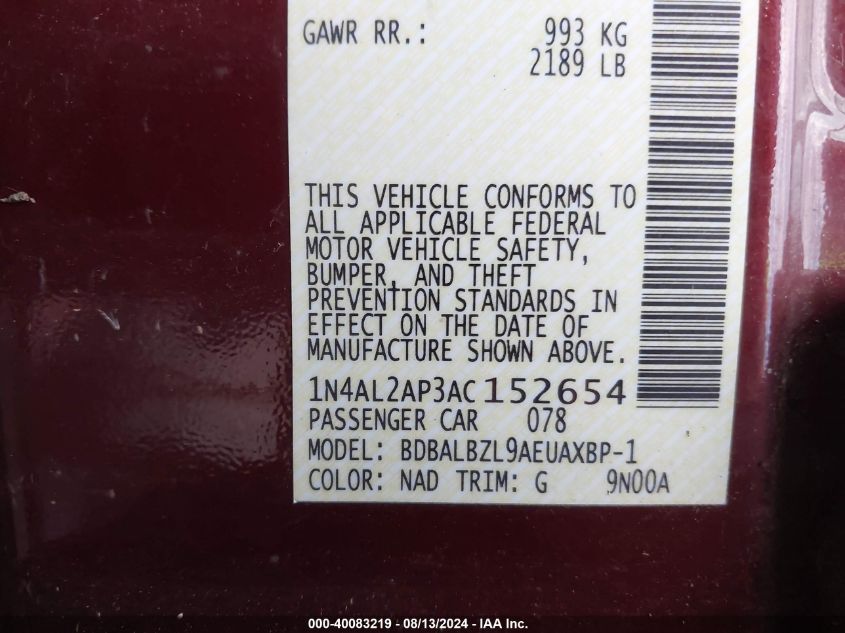 GAWR RR.: 993 KG
2189 LB
THIS VEHICLE CONFORMS TO
ALL APPLICABLE FEDERAL
MOTOR VEHICLE SAFETY,
BUMPER, AND THEFT
PREVENTION STANDARDS IN
EFFECT ON THE DATE OF
MANUFACTURE SHOWN ABOVE.
1N4AL2AP3AC152654
PASSENGER CAR 078
MODEL: BDBALBZL9AEUAXBP-1
COLOR: NAD TRIM: G 9N00A
000-40083219 - 08/13/2024 - IAA Inc.